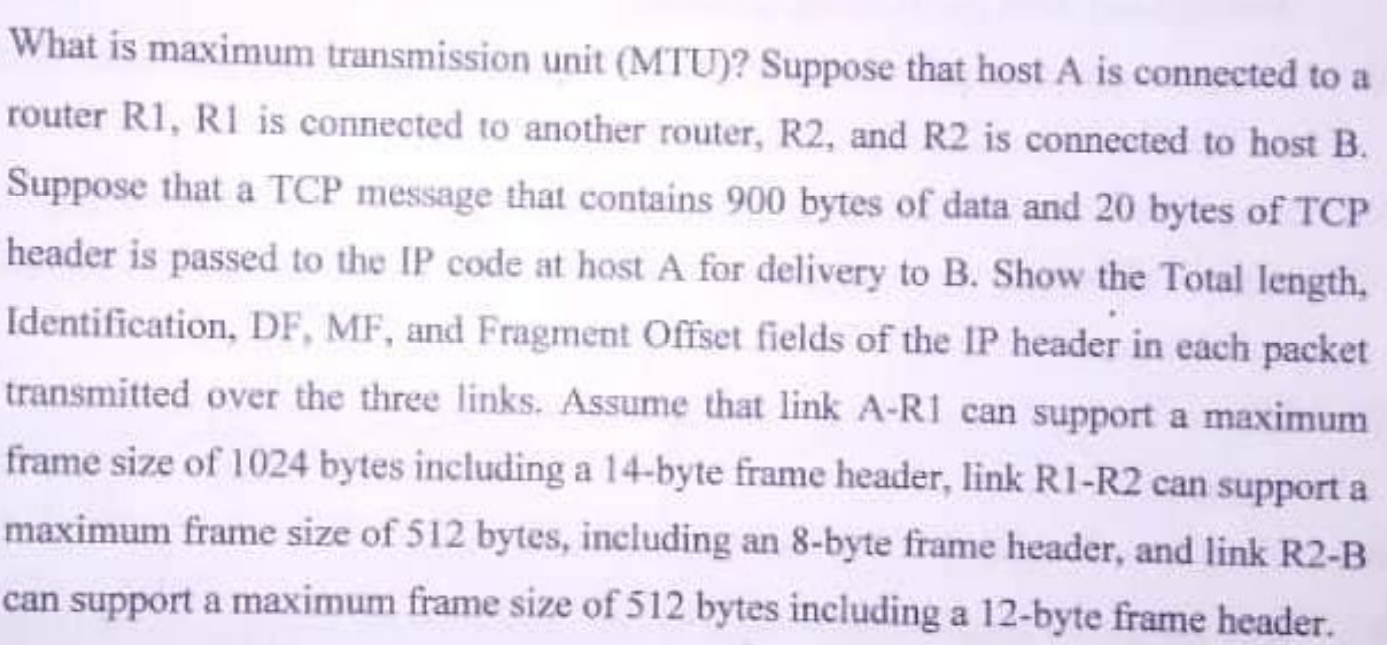 What is maximum transmission unit (MTU)? Suppose that host A is connected to a
router R1, R1 is connected to another router, R2, and R2 is connected to host B.
Suppose that a TCP message that contains 900 bytes of data and 20 bytes of TCP
header is passed to the IP code at host A for delivery to B. Show the Total length,
Identification, DF, MF, and Fragment Offset fields of the IP header in each packet
transmitted over the three links. Assume that link A-R1 can support a maximum
frame size of 1024 bytes including a 14-byte frame header, link R1-R2 can support a
maximum frame size of 512 bytes, including an 8-byte frame header, and link R2-B
can support a maximum frame size of 512 bytes including a 12-byte frame header.